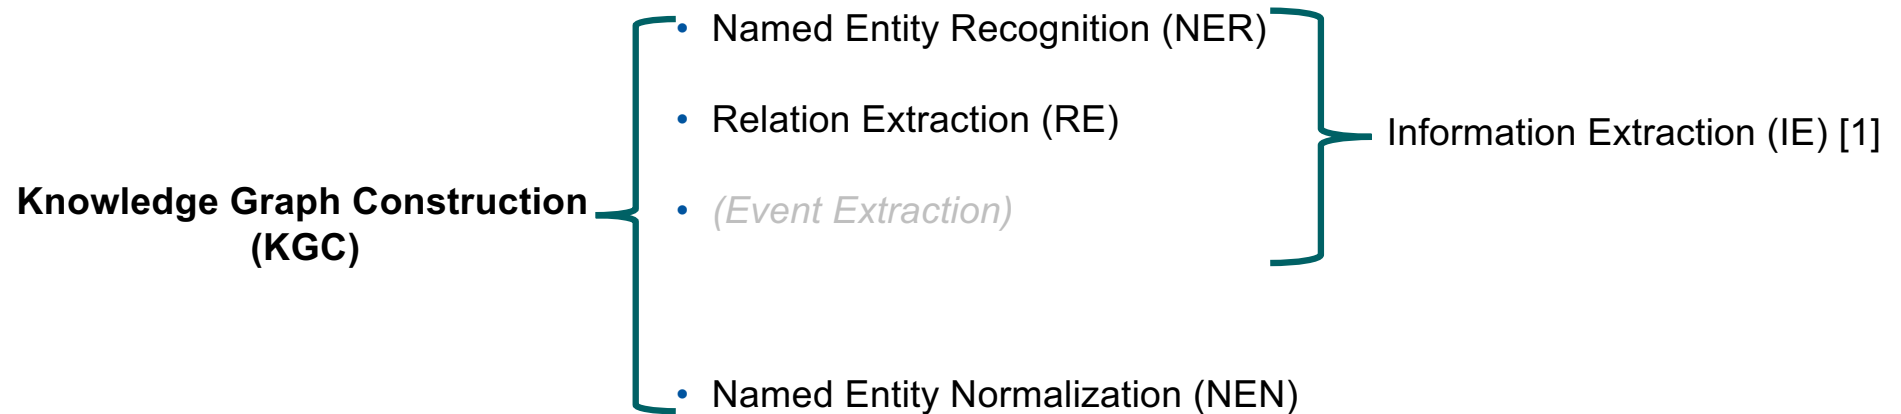 • Named Entity Recognition (NER)
• Relation Extraction (RE)
Information Extraction (IE) [1]
Knowledge Graph Construction
(KGC)
• (Event Extraction)
• Named Entity Normalization (NEN)